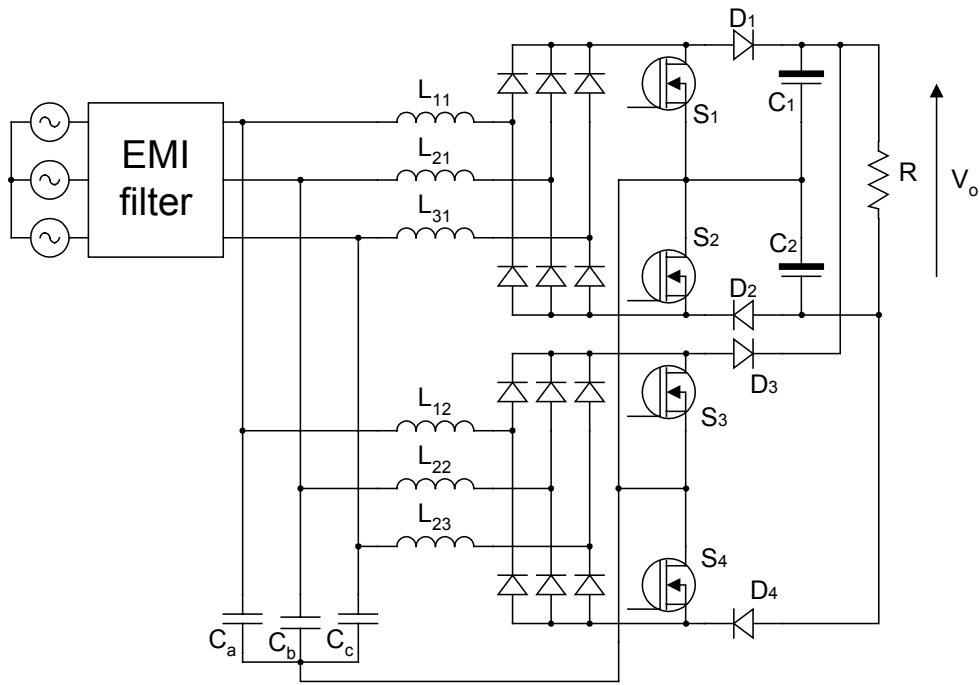 D1
L11
C1
S1
EMI
filter
L21
R
Vo
L31
S2
C2
D2
D3
L12
S3
L22
L23
S4
D4
Ca
Cb
Cc